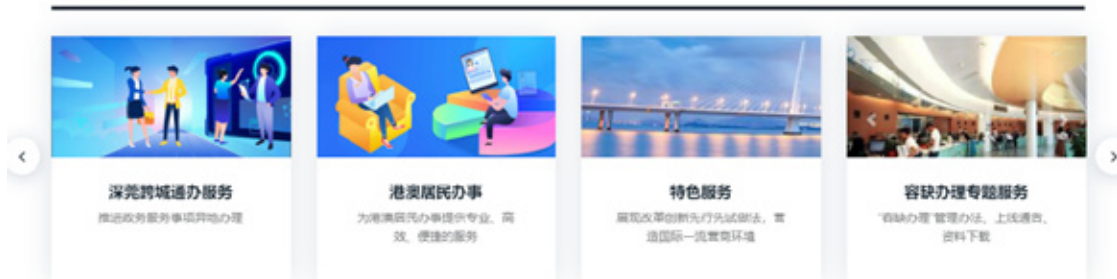 深莞跨城通办服务
推进政务服务事项异地办理
港澳居民办事
为港澳居民办事提供专业、高
效、便捷的服务
特色服务
展现改革创新先行先试做法，营
造国际一流营商环境
容缺办理专题服务
“容缺办理”管理办法、上线通告、
资料下载